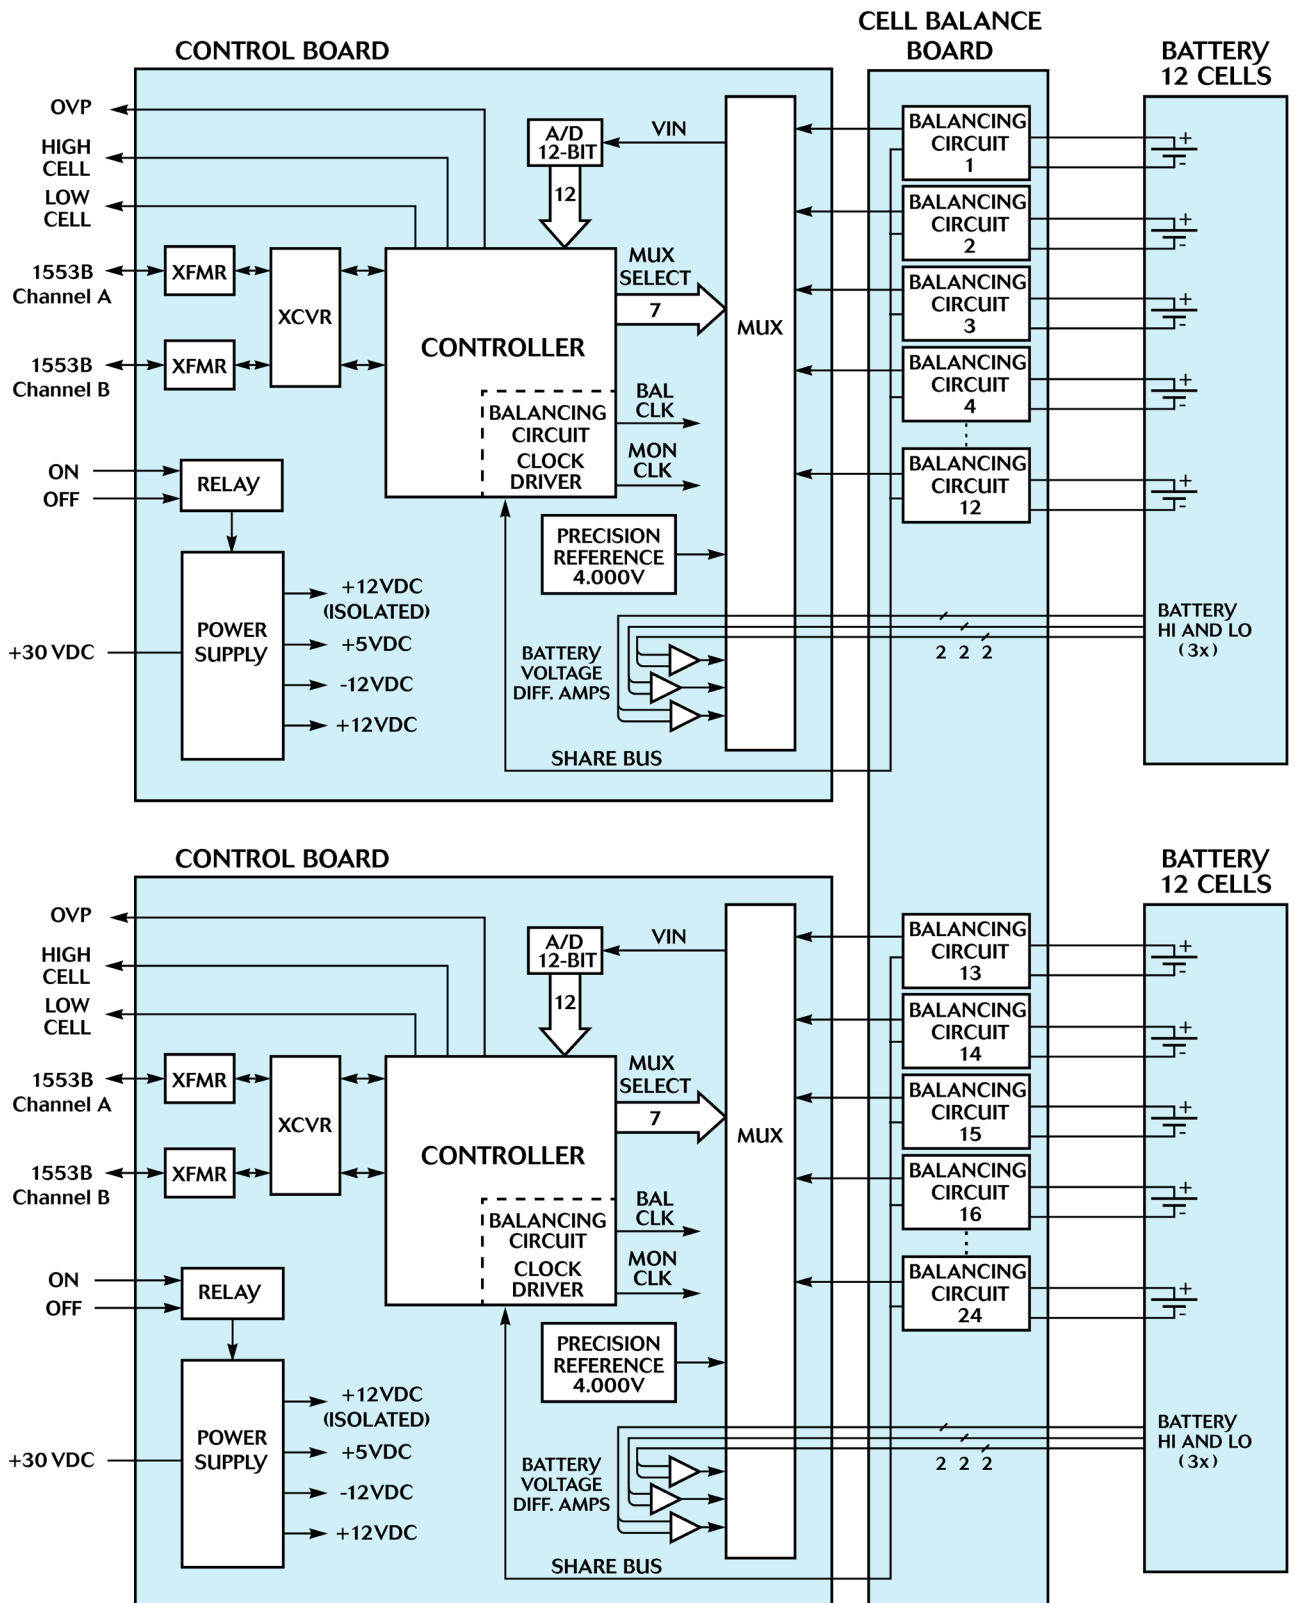 CELL BALANCE
BOARD
CONTROL BOARD
BATTERY
12 CELLS
OVP
HIGH
CELL
LOW
CELL
1553B
Channel A
1553B
Channel B
XFMR
XFMR
XCVR
A/D
12-BIT
12
VIN
CONTROLLER
MUX
SELECT
7
MUX
BALANCING
CIRCUIT
CLOCK
DRIVER
BAL
CLK
MON
CLK
ON
OFF
RELAY
PRECISION
REFERENCE
4.000V
+30 VDC
POWER
SUPPLY
+12VDC
(ISOLATED)
+5VDC
-12VDC
+12VDC
BATTERY
VOLTAGE
DIFF. AMPS
SHARE BUS
BALANCING
CIRCUIT
1
BALANCING
CIRCUIT
2
BALANCING
CIRCUIT
3
BALANCING
CIRCUIT
4
BALANCING
CIRCUIT
12
+
-
+
-
+
-
+
-
+
-
2 2 2
BATTERY
HI AND LO
(3x)
CONTROL BOARD
BATTERY
12 CELLS
OVP
HIGH
CELL
LOW
CELL
1553B
Channel A
1553B
Channel B
XFMR
XFMR
XCVR
A/D
12-BIT
12
VIN
CONTROLLER
MUX
SELECT
7
MUX
BALANCING
CIRCUIT
CLOCK
DRIVER
BAL
CLK
MON
CLK
ON
OFF
RELAY
PRECISION
REFERENCE
4.000V
+30 VDC
POWER
SUPPLY
+12VDC
(ISOLATED)
+5VDC
-12VDC
+12VDC
BATTERY
VOLTAGE
DIFF. AMPS
SHARE BUS
BALANCING
CIRCUIT
13
BALANCING
CIRCUIT
14
BALANCING
CIRCUIT
15
BALANCING
CIRCUIT
16
BALANCING
CIRCUIT
24
+
-
+
-
+
-
+
-
+
-
2 2 2
BATTERY
HI AND LO
(3x)